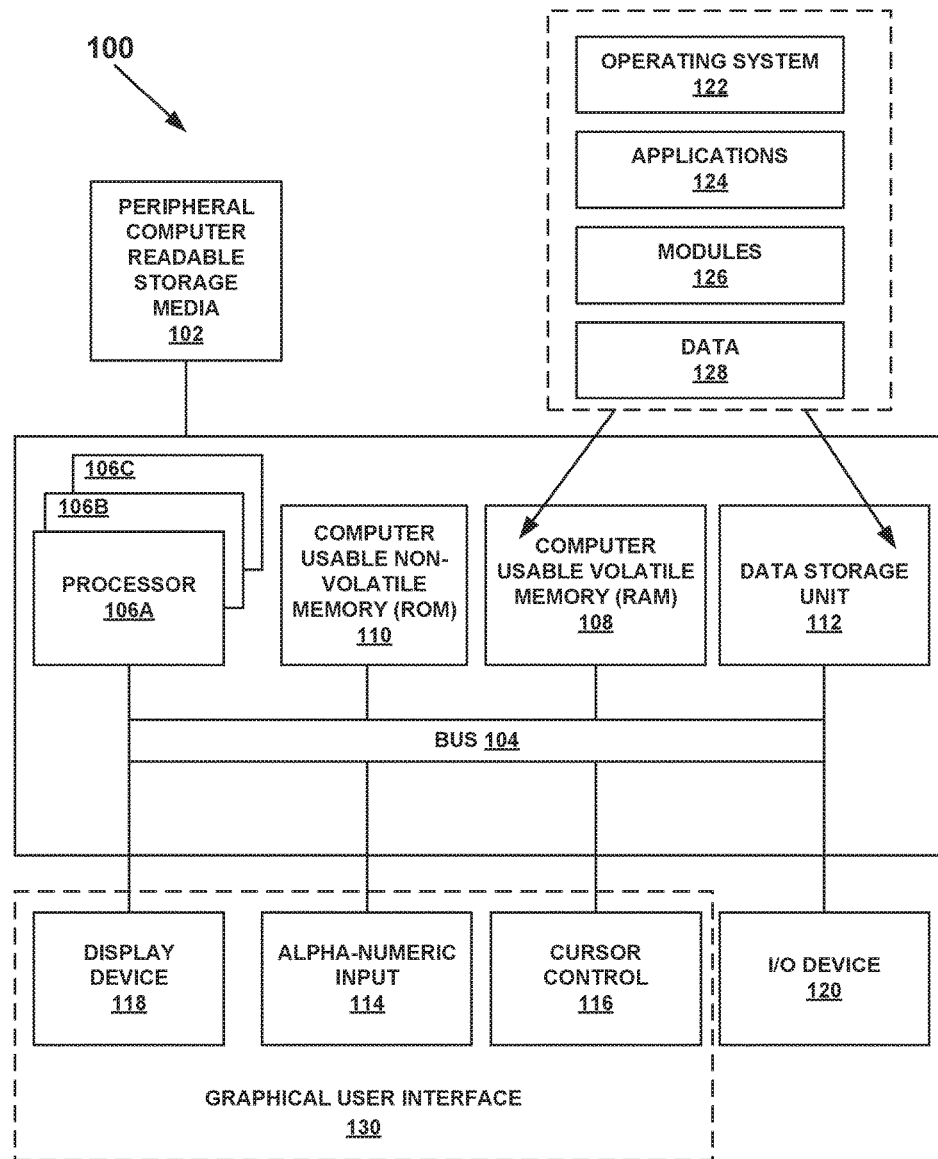 100
OPERATING SYSTEM
122
APPLICATIONS
124
MODULES
126
DATA
128
PERIPHERAL
COMPUTER
READABLE
STORAGE
MEDIA
102
106C
106B
PROCESSOR
106A
COMPUTER
USABLE NON-
VOLATILE
MEMORY (ROM)
110
COMPUTER
USABLE VOLATILE
MEMORY (RAM)
108
DATA STORAGE
UNIT
112
BUS 104
DISPLAY
DEVICE
118
ALPHA-NUMERIC
INPUT
114
CURSOR
CONTROL
116
I/O DEVICE
120
GRAPHICAL USER INTERFACE
130